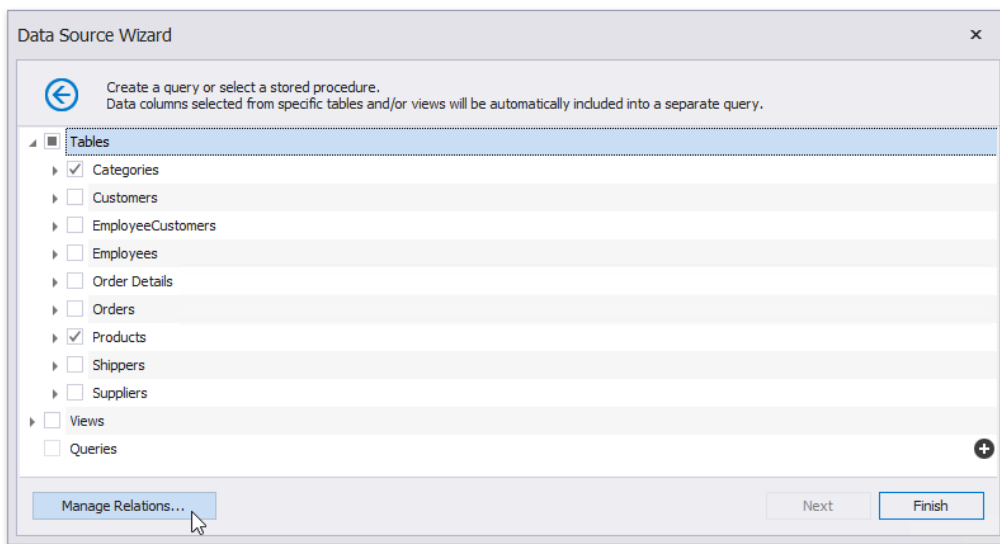 Data Source Wizard
Create a query or select a stored procedure.
Data columns selected from specific tables and/or views will be automatically included into a separate query.
Tables
Categories
Customers
EmployeeCustomers
Employees
Order Details
Orders
Products
Shippers
Suppliers
Views
Queries
Manage Relations...
Next
Finish